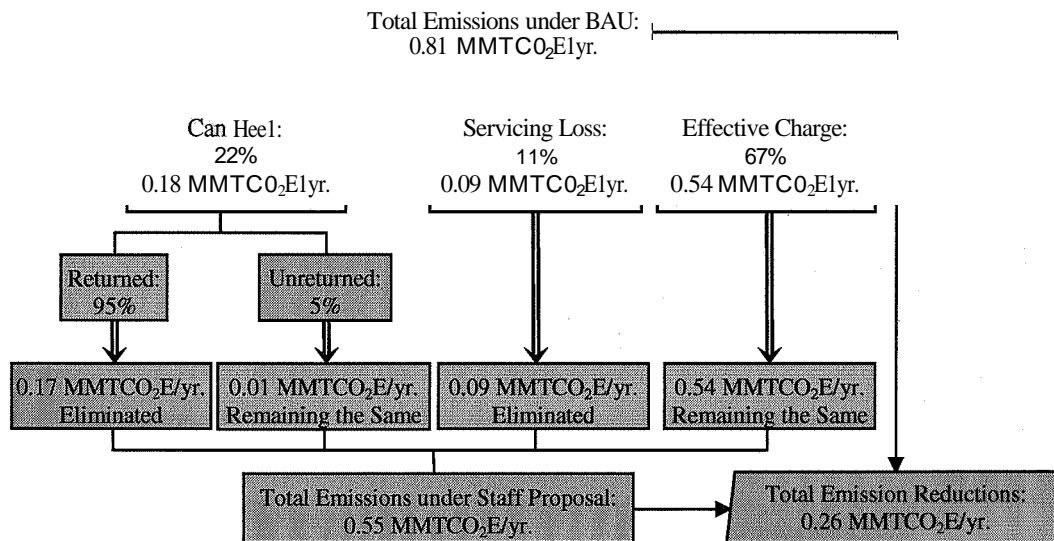 Total Emissions under BAU:
0.81 MMTC0₂E1yr.
Can Hee1:
22%
0.18 MMTC0₂E1yr.
Servicing Loss:
11%
0.09 MMTC0₂E1yr.
Effective Charge:
67%
0.54 MMTC0₂E1yr.
Returned:
95%
Unreturned:
5%
0.17 MMTCO₂E/yr.
Eliminated
0.01 MMTCO₂E/yr.
Remaining the Same
0.09 MMTCO₂E/yr.
Eliminated
0.54 MMTCO₂E/yr.
Remaining the Same
Total Emissions under Staff Proposal:
0.55 MMTCO₂E/yr.
Total Emission Reductions:
0.26 MMTCO₂E/yr.